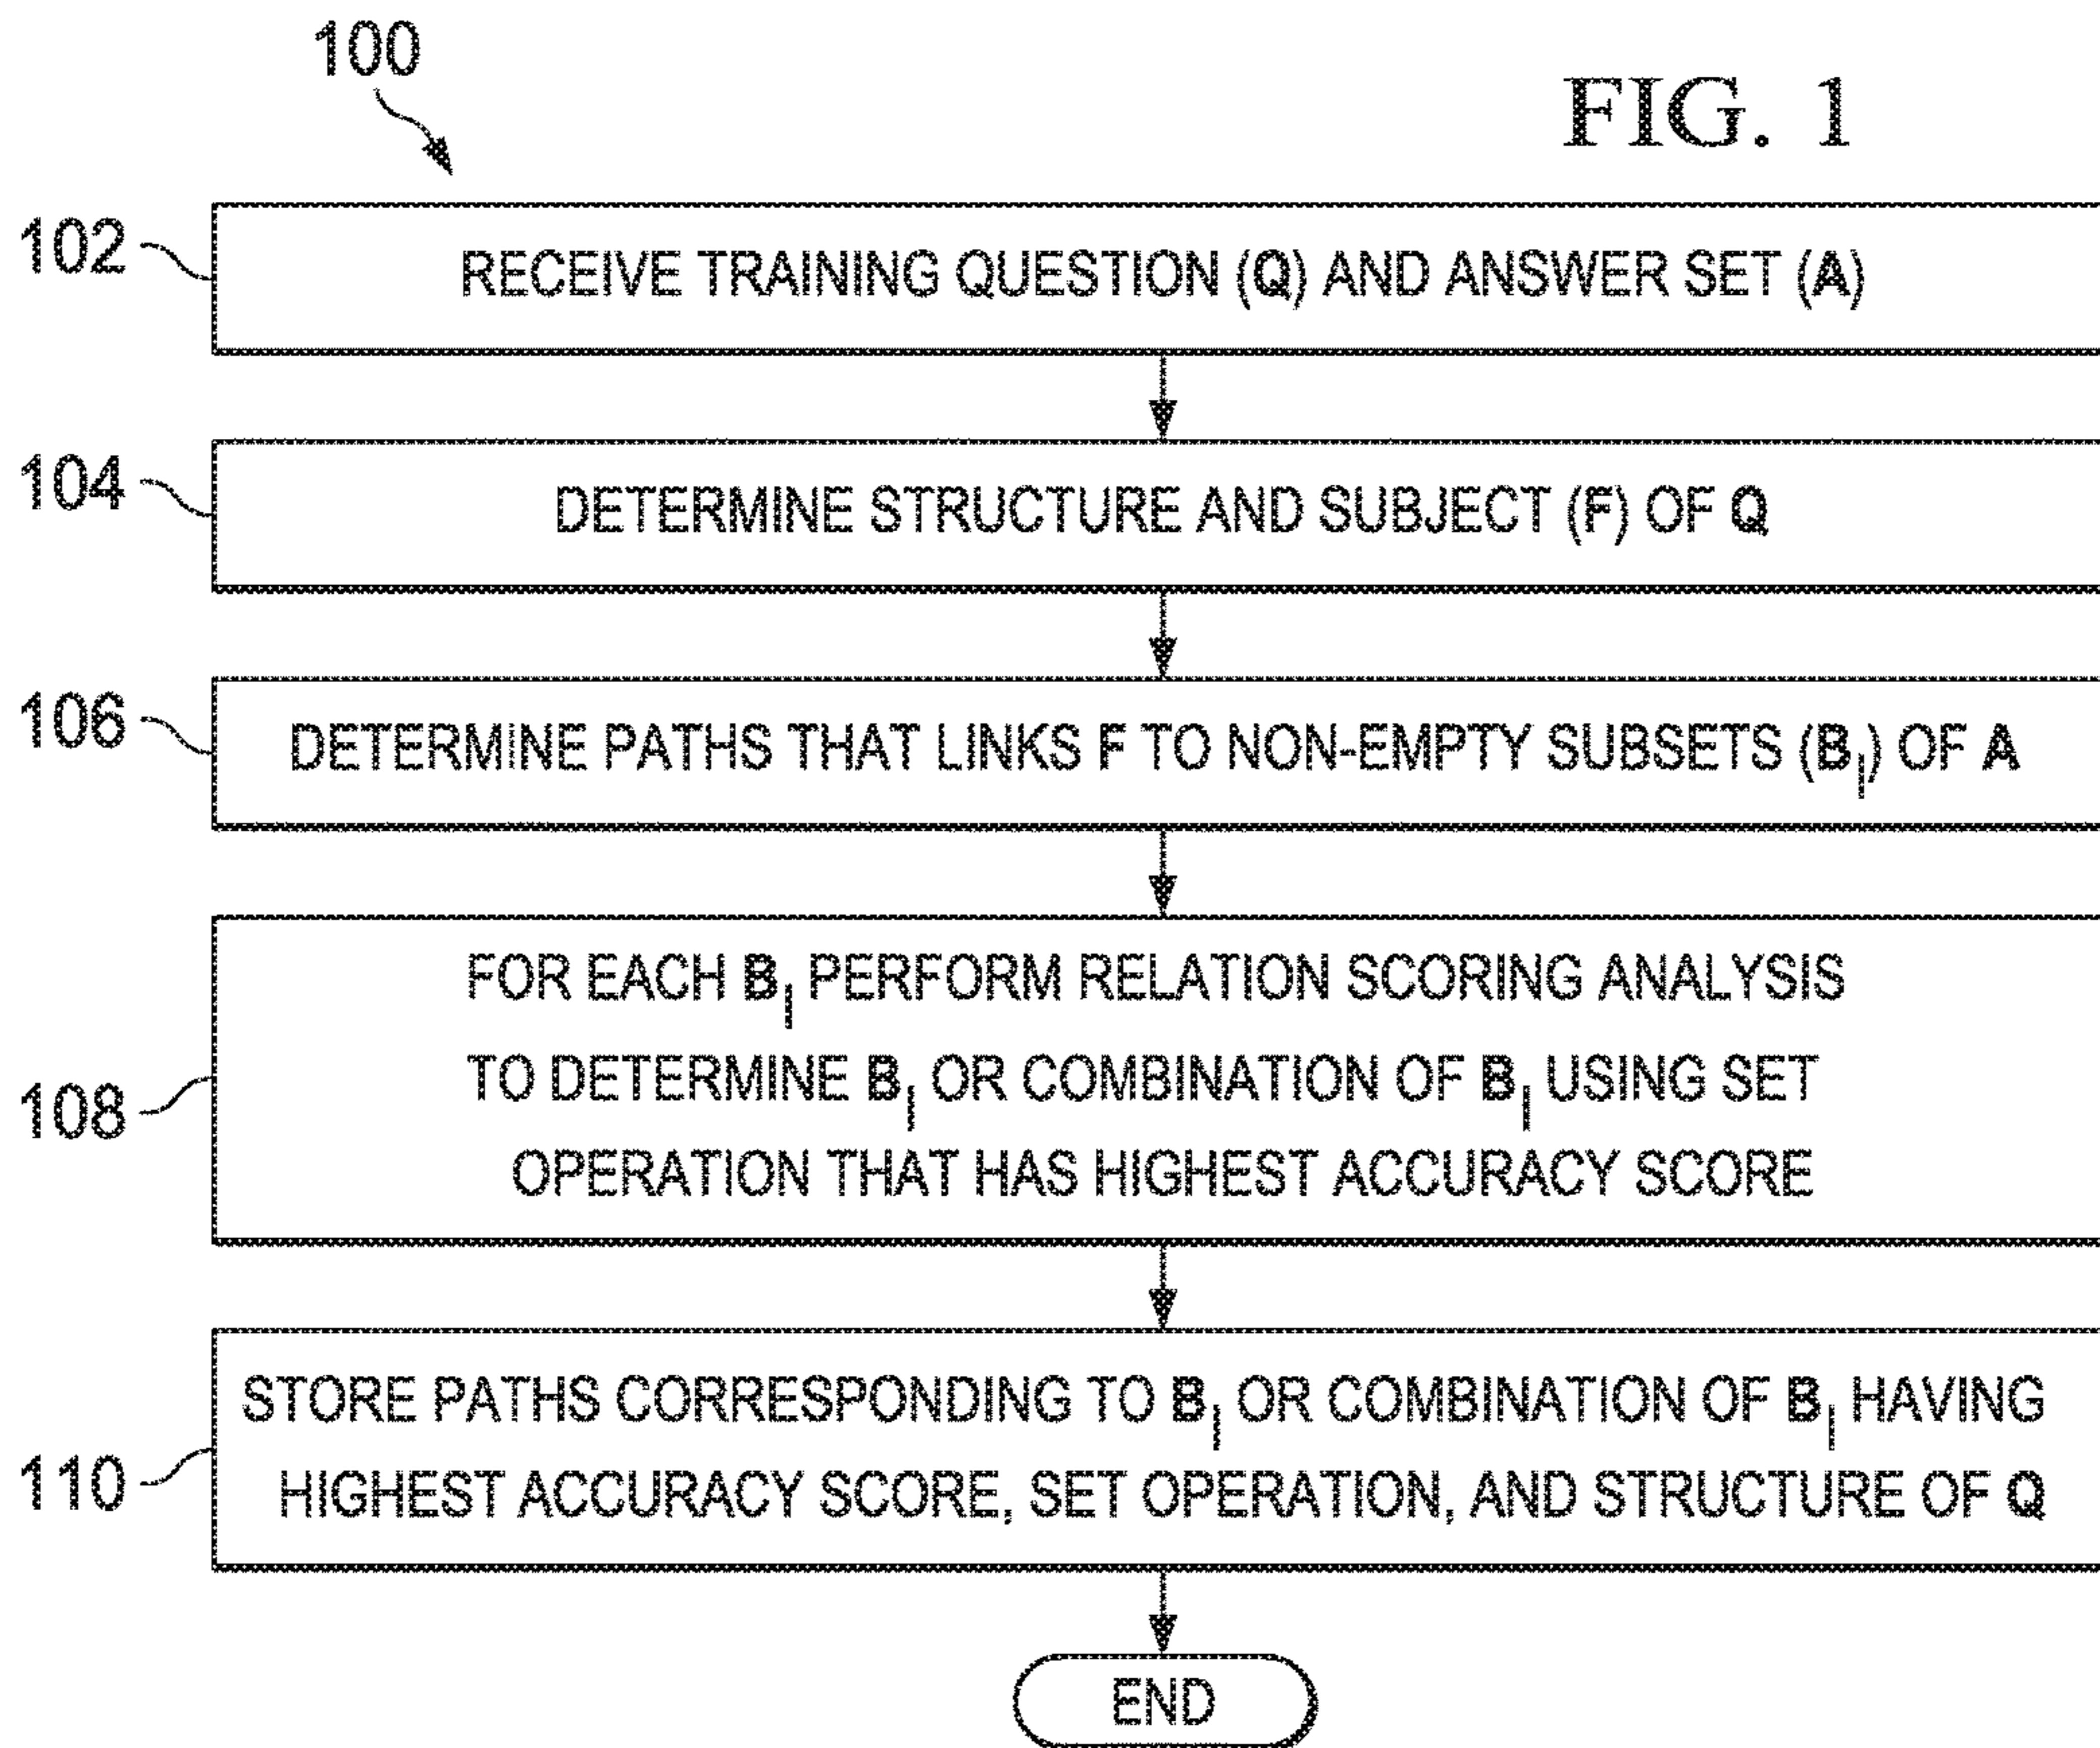 100
FIG. 1
102
RECEIVE TRAINING QUESTION (Q) AND ANSWER SET (A)
104
DETERMINE STRUCTURE AND SUBJECT (F) OF Q
106
DETERMINE PATHS THAT LINKS F TO NON-EMPTY SUBSETS (Bi) OF A
108
FOR EACH Bi PERFORM RELATION SCORING ANALYSIS
TO DETERMINE Bi OR COMBINATION OF Bi USING SET
OPERATION THAT HAS HIGHEST ACCURACY SCORE
110
STORE PATHS CORRESPONDING TO Bi OR COMBINATION OF Bi HAVING
HIGHEST ACCURACY SCORE, SET OPERATION, AND STRUCTURE OF Q
END